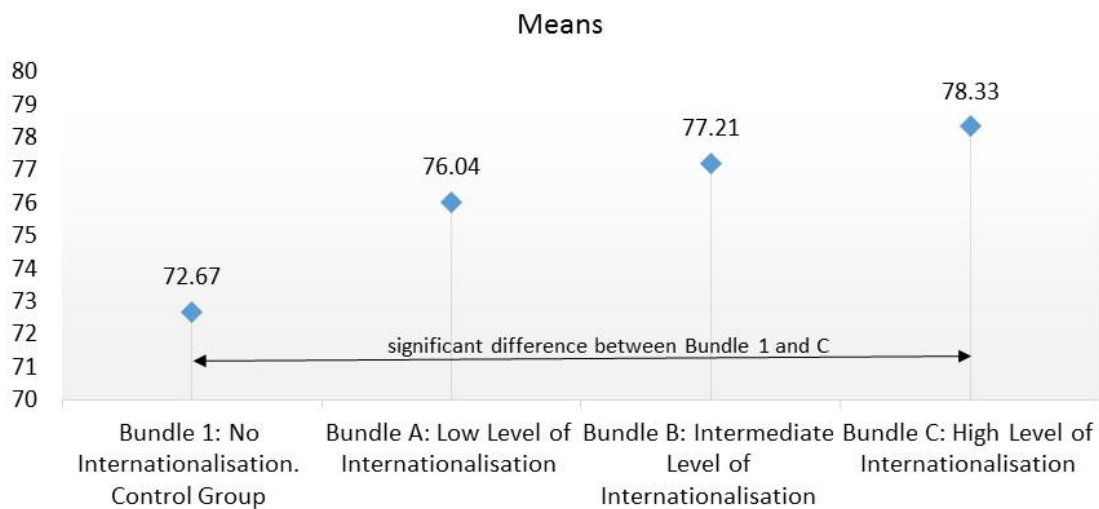 Means
80
79
78
77
76
75
74
73
72
71
70
72.67
76.04
77.21
78.33
significant difference between Bundle 1 and C
Bundle 1: No
Internationalisation.
Control Group
Bundle A: Low Level of
Internationalisation
Bundle B: Intermediate
Level of
Internationalisation
Bundle C: High Level of
Internationalisation